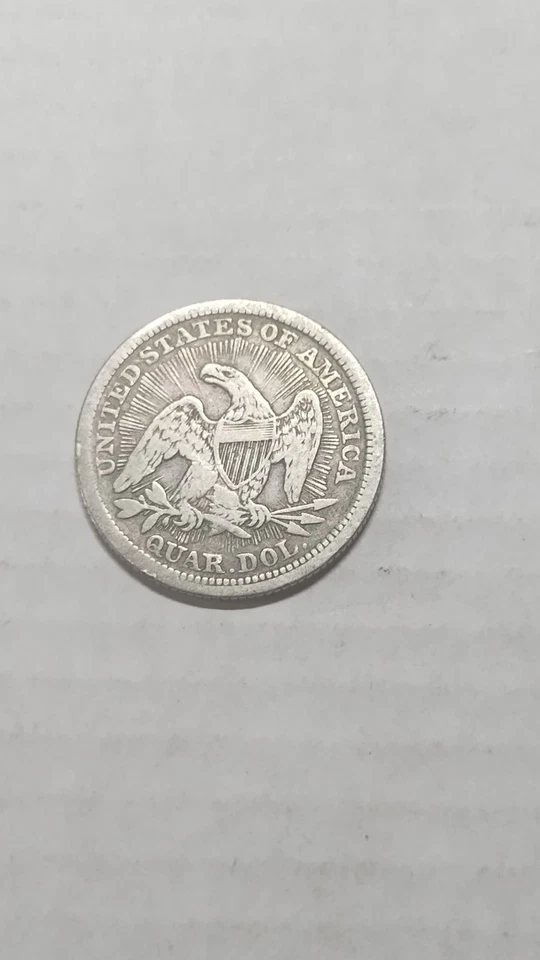 UNITED STATES OF AMERICA
QUAR. DOL.